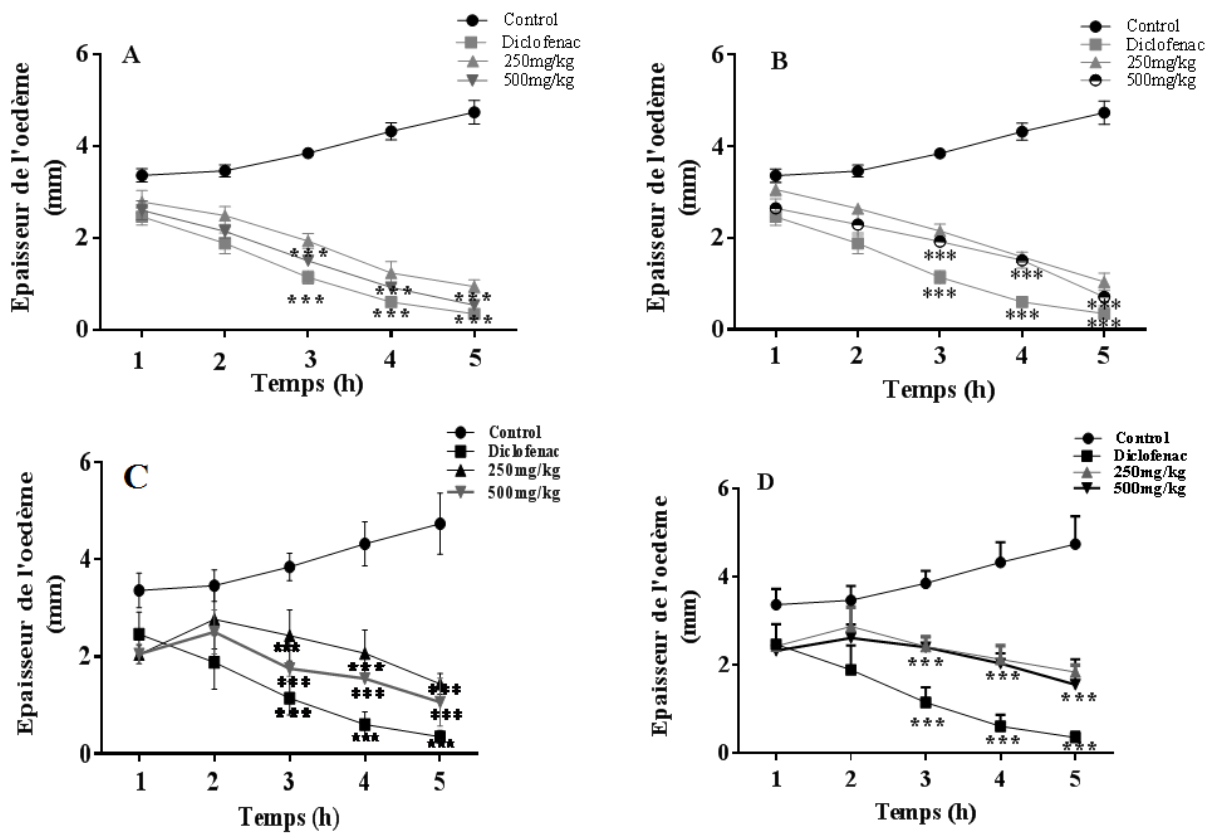 A
Control
Diclofenac
250mg/kg
500mg/kg
Epaisseur de l'oedème
(mm)
6
4
2
0
***
***
***
***
***
***
1 2 3 4 5
Temps (h)
B
Control
Diclofenac
250mg/kg
500mg/kg
Epaisseur de l'oedème
(mm)
6
4
2
0
***
***
***
***
***
***
1 2 3 4 5
Temps (h)
C
Control
Diclofenac
250mg/kg
500mg/kg
Epaisseur de l'oedème
(mm)
6
4
2
0
***
***
***
***
***
***
***
***
***
1 2 3 4 5
Temps (h)
D
Control
Diclofenac
250mg/kg
500mg/kg
Epaisseur de l'oedème
(mm)
6
4
2
0
***
***
***
***
***
***
1 2 3 4 5
Temps (h)